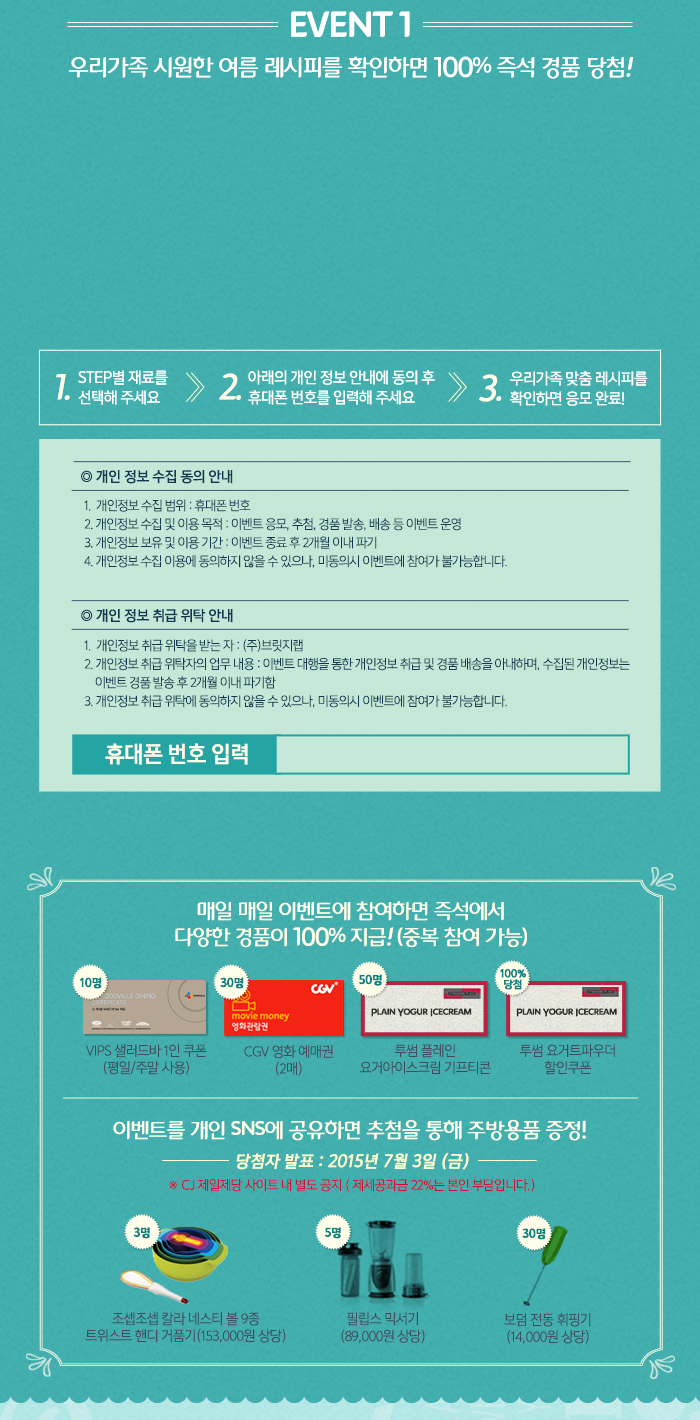 EVENT 1
우리가족 시원한 여름 레시피를 확인하면 100% 즉석 경품 당첨!
1. STEP별 재료를
선택해 주세요
2. 아래의 개인 정보 안내에 동의 후
휴대폰 번호를 입력해 주세요
3. 우리가족 맞춤 레시피를
확인하면 응모 완료!
◎ 개인 정보 수집 동의 안내
1. 개인정보 수집 범위 : 휴대폰 번호
2. 개인정보 수집 및 이용 목적 : 이벤트 응모, 추첨, 경품 발송, 배송 등 이벤트 운영
3. 개인정보 보유 및 이용 기간 : 이벤트 종료 후 2개월 이내 파기
4. 개인정보 수집 이용에 동의하지 않을 수 있으나, 미동의시 이벤트에 참여가 불가능합니다.
◎ 개인 정보 취급 위탁 안내
1. 개인정보 취급 위탁을 받는 자 : (주)브릿지랩
2. 개인정보 취급 위탁자의 업무 내용 : 이벤트 대행을 통한 개인정보 취급 및 경품 배송을 아내하며, 수집된 개인정보는
이벤트 경품 발송 후 2개월 이내 파기함
3. 개인정보 취급 위탁에 동의하지 않을 수 있으나, 미동의시 이벤트에 참여가 불가능합니다.
휴대폰 번호 입력
매일 매일 이벤트에 참여하면 즉석에서
다양한 경품이 100% 지급! (중복 참여 가능)
10명
30명
CGV
movie money
영화관람권
50명
PLAIN YOGUR ICECREAM
100%
당첨
PLAIN YOGUR ICECREAM
VIPS 샐러드바 1인 쿠폰
(평일/주말 사용)
CGV 영화 예매권
(2매)
투썸 플레인
요거아이스크림 기프티콘
투썸 요거트파우더
할인쿠폰
이벤트를 개인 SNS에 공유하면 추첨을 통해 주방용품 증정!
당첨자 발표 : 2015년 7월 3일 (금)
※ CJ 제일제당 사이트 내 별도 공지 ( 제세공과금 22%는 본인 부담입니다.)
3명
5명
30명
조셉조셉 칼라 네스티 볼 9종
트위스트 핸디 거품기(153,000원 상당)
필립스 믹서기
(89,000원 상당)
보덤 전동 휘핑기
(14,000원 상당)